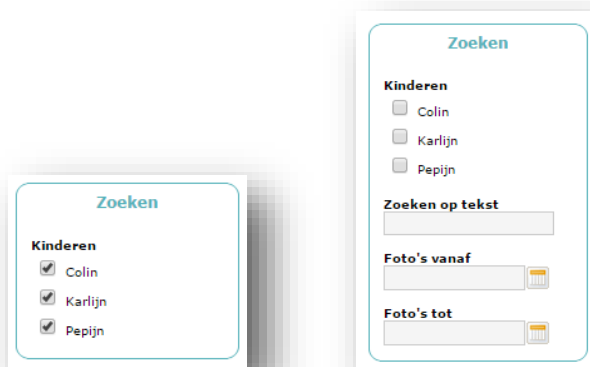 Zoeken
Kinderen
Colin
Karlijn
Pepijn
Zoeken
Kinderen
Colin
Karlijn
Pepijn
Zoeken op tekst
Foto's vanaf
Foto's tot